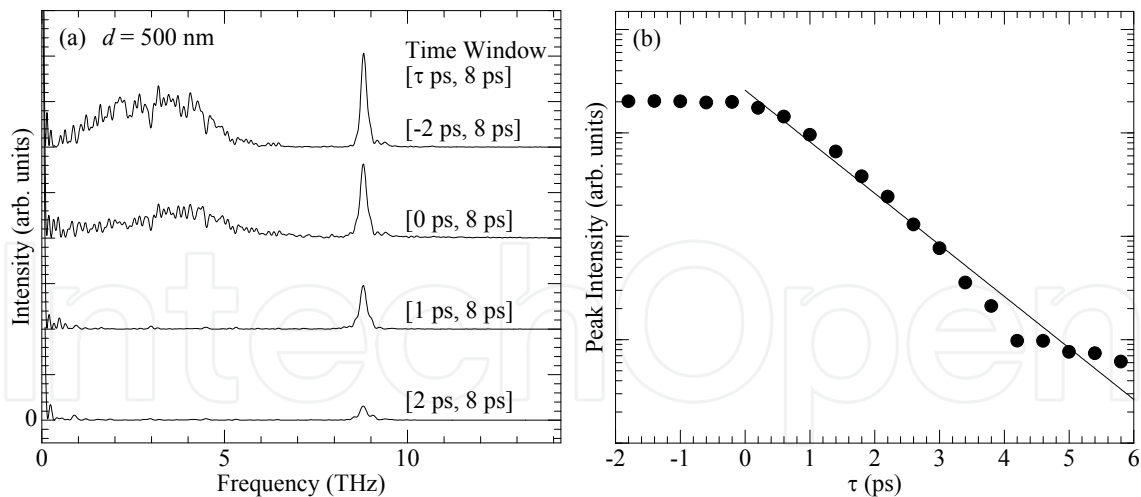 (a) d = 500 nm
Time Window
[τ ps, 8 ps]
[-2 ps, 8 ps]
[0 ps, 8 ps]
[1 ps, 8 ps]
[2 ps, 8 ps]
Intensity (arb. units)
0
0 5 10
Frequency (THz)
(b)
Peak Intensity (arb. units)
-2 -1 0 1 2 3 4 5 6
τ (ps)
IntechOpen